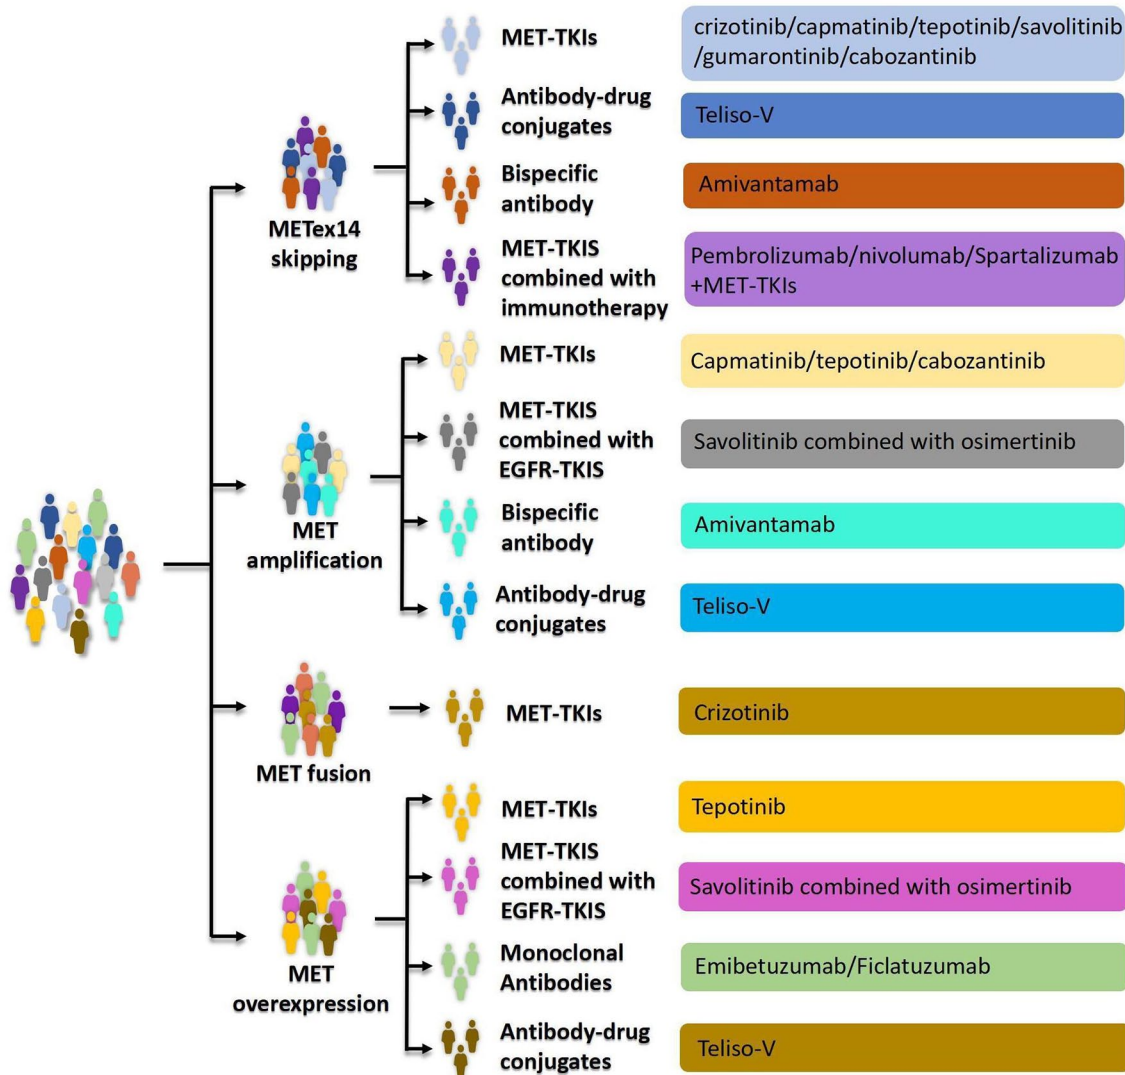 MET-TKIs
crizotinib/capmatinib/tepotinib/savolitinib
/gumarontinib/cabozantinib
Antibody-drug
conjugates
Teliso-V
Bispecific
antibody
Amivantamab
METex14
skipping
MET-TKIS
combined with
immunotherapy
Pembrolizumab/nivolumab/Spartalizumab
+MET-TKIs
MET-TKIs
Capmatinib/tepotinib/cabozantinib
MET-TKIS
combined with
EGFR-TKIS
Savolitinib combined with osimertinib
MET
amplification
Bispecific
antibody
Amivantamab
Antibody-drug
conjugates
Teliso-V
MET fusion
MET-TKIs
Crizotinib
MET-TKIs
Tepotinib
MET-TKIS
combined with
EGFR-TKIS
Savolitinib combined with osimertinib
MET
overexpression
Monoclonal
Antibodies
Emibetuzumab/Ficlatuzumab
Antibody-drug
conjugates
Teliso-V